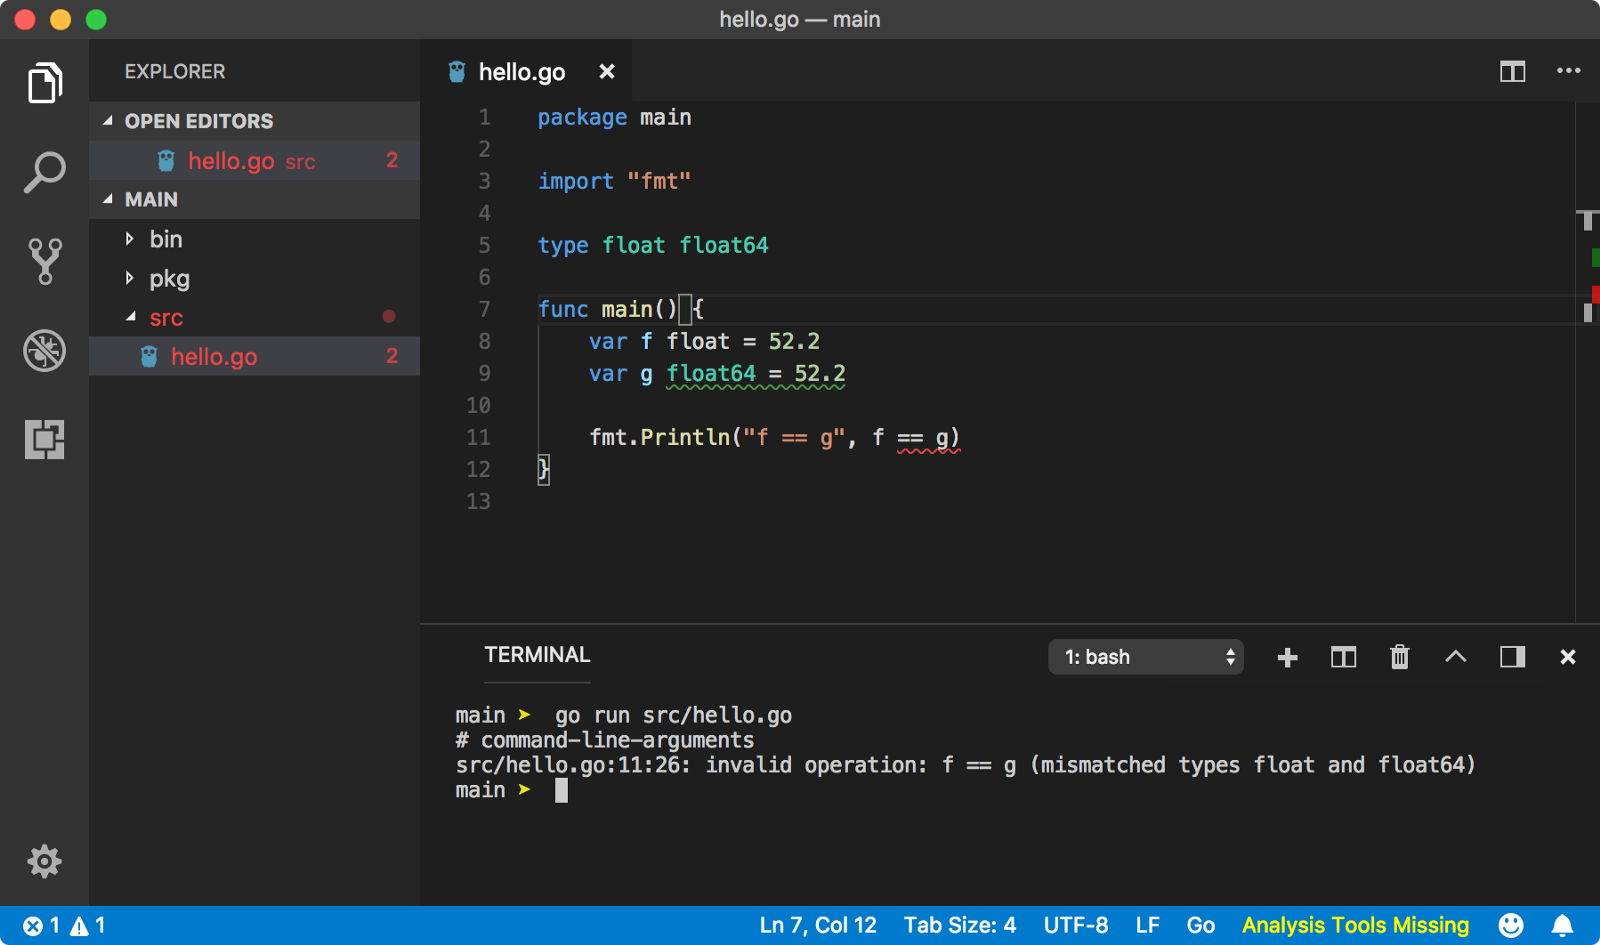 hello.go — main
EXPLORER
OPEN EDITORS
hello.go src 2
MAIN
bin
pkg
src
hello.go 2
hello.go
1 package main
2
3 import "fmt"
4
5 type float float64
6
7 func main() {
8 var f float = 52.2
9 var g float64 = 52.2
10
11 fmt.Println("f == g", f == g)
12 }
13
TERMINAL
1: bash
main ➤ go run src/hello.go
# command-line-arguments
src/hello.go:11:26: invalid operation: f == g (mismatched types float and float64)
main ➤
1 1
Ln 7, Col 12 Tab Size: 4 UTF-8 LF Go Analysis Tools Missing